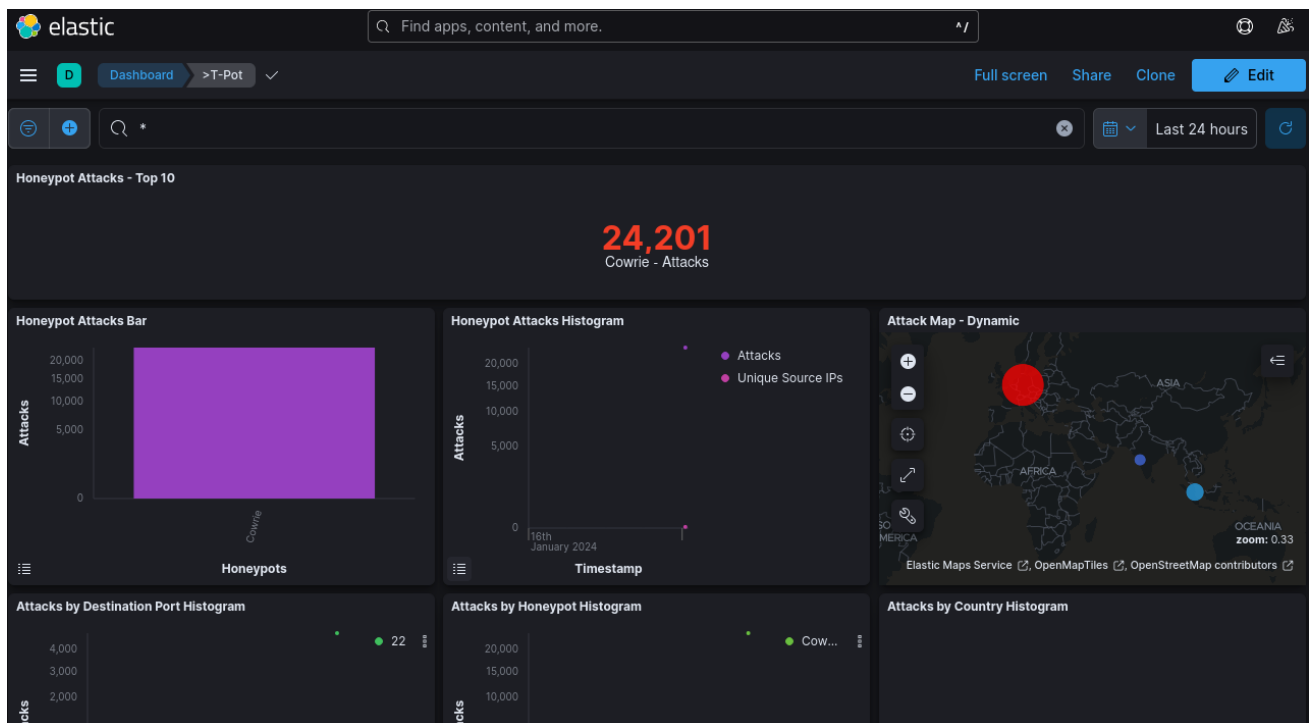 elastic
Find apps, content, and more.
^/
D
Dashboard
>T-Pot
Full screen
Share
Clone
Edit
*
Last 24 hours
Honeypot Attacks - Top 10
24,201
Cowrie - Attacks
Honeypot Attacks Bar
20,000
15,000
10,000
5,000
0
Attacks
Cowrie
Honeypots
Honeypot Attacks Histogram
20,000
15,000
10,000
5,000
0
Attacks
16th
January 2024
Timestamp
Attacks
Unique Source IPs
Attack Map - Dynamic
ASIA
AFRICA
SO
MERICA
OCEANIA
zoom: 0.33
Elastic Maps Service , OpenMapTiles , OpenStreetMap contributors
Attacks by Destination Port Histogram
4,000
3,000
2,000
cks
22
Attacks by Honeypot Histogram
20,000
15,000
10,000
cks
Cow...
Attacks by Country Histogram